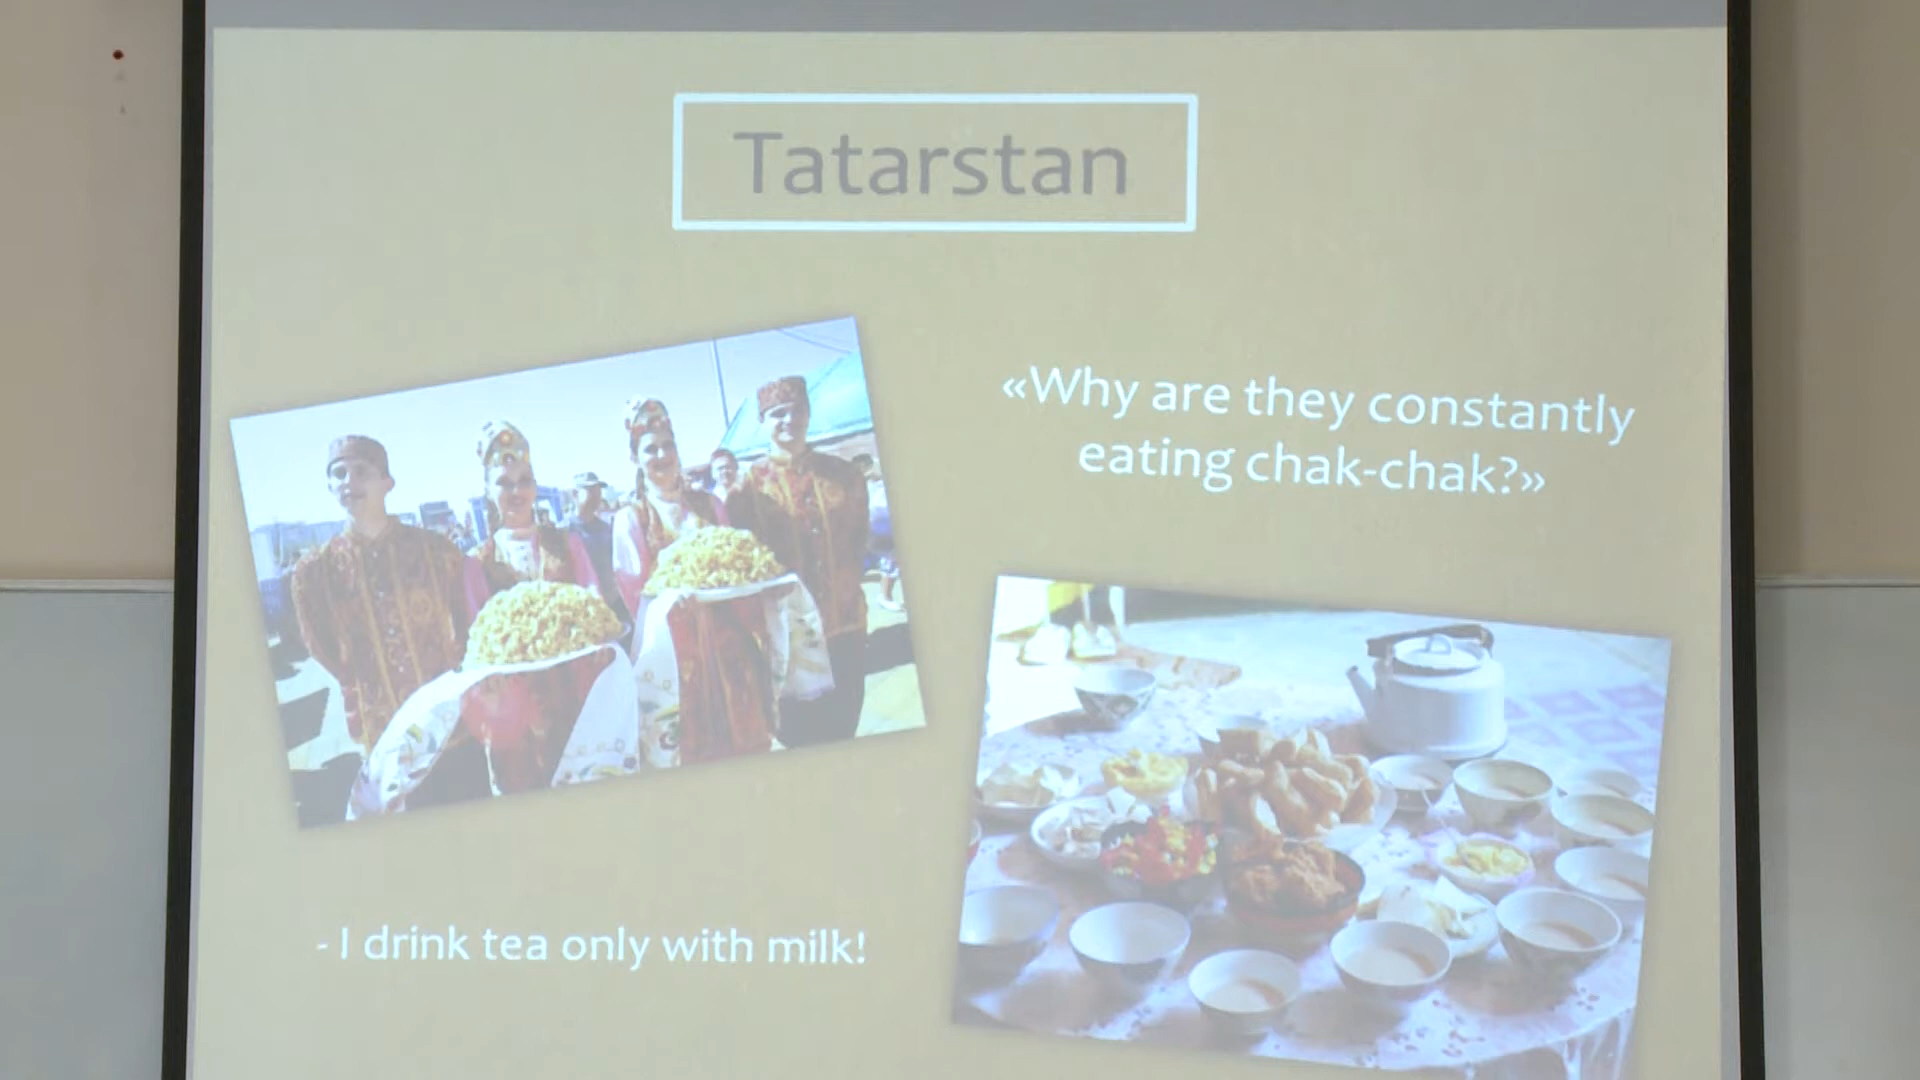 Tatarstan
«Why are they constantly
eating chak-chak?»
- I drink tea only with milk!